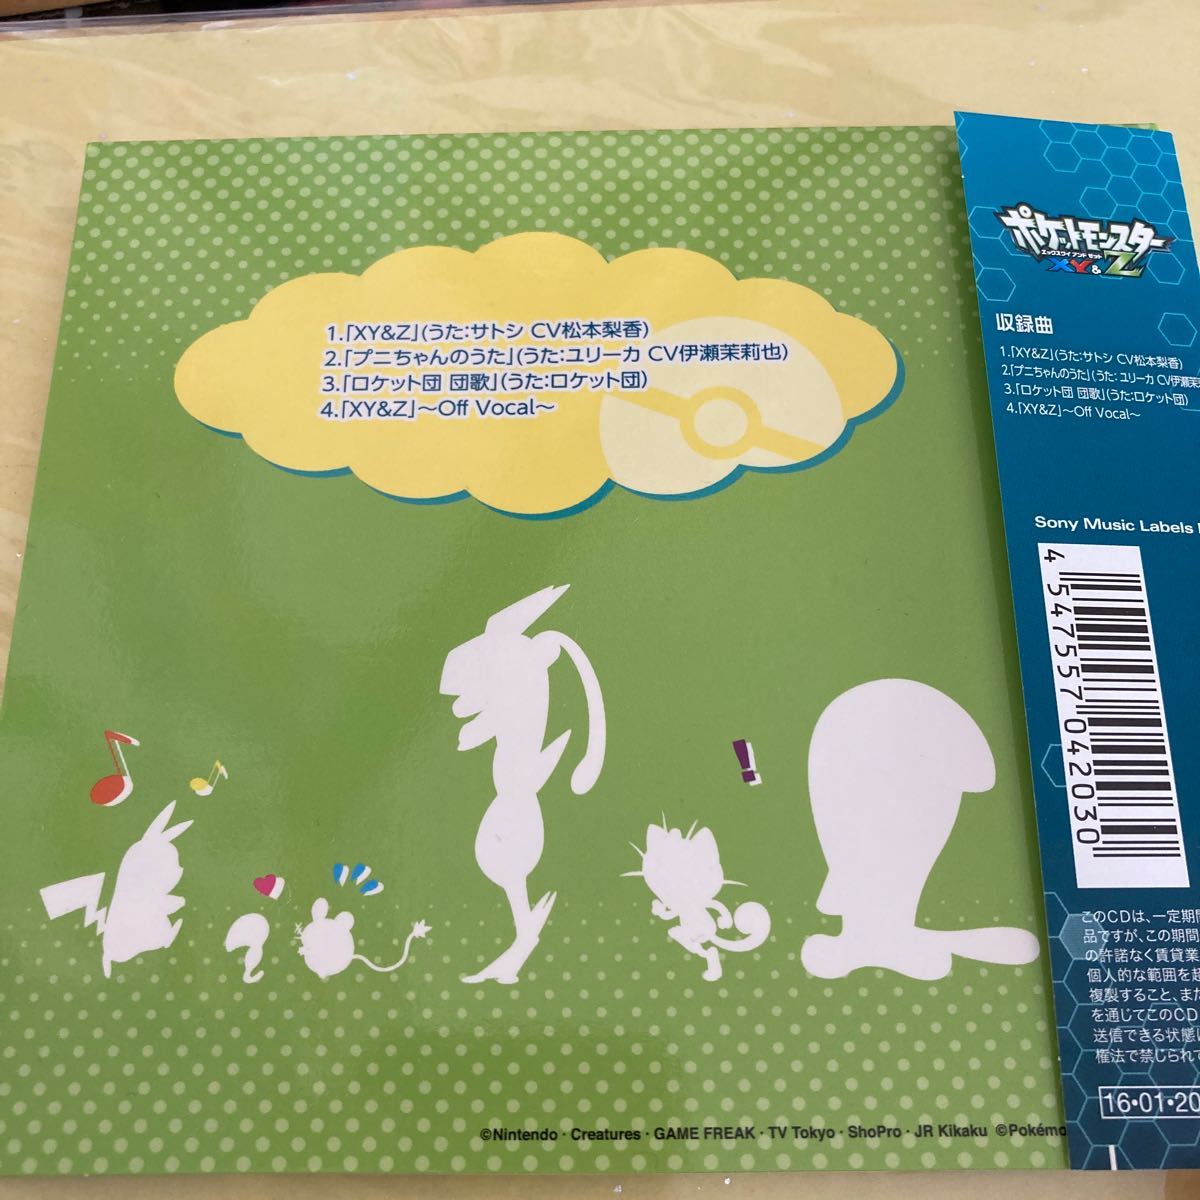 1.「XY&Z」(うた:サトシ CV松本梨香)
2.「プニちゃんのうた」(うた:ユリーカ CV伊瀬茉莉也)
3.「ロケット団 団歌」(うた:ロケット団)
4.「XY&Z」〜Off Vocal〜
©Nintendo・Creatures・GAME FREAK・TV Tokyo・ShoPro・JR Kikaku ©Pokémo
ポケットモンスター
エックスワイ アンド ゼット
XY&Z
収録曲
1.「XY&Z」(うた:サトシ CV松本梨香)
2.「プニちゃんのうた」(うた:ユリーカ CV伊瀬茉
3.「ロケット団 団歌」(うた:ロケット団)
4.「XY&Z」〜Off Vocal〜
Sony Music Labels
4 547557 042030
このCDは、一定期間
品ですが、この期間
の許諾なく賃貸業
個人的な範囲を超
複製すること、また
を通じてこのCD
送信できる状態に
権法で禁じられて
16・01・20